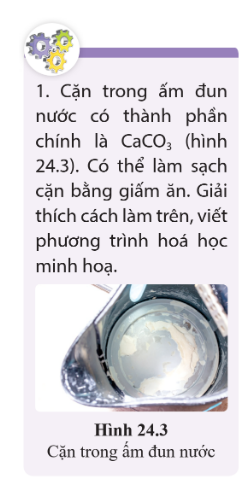 1. Cặn trong ấm đun
nước có thành phần
chính là CaCO₃ (hình
24.3). Có thể làm sạch
cặn bằng giấm ăn. Giải
thích cách làm trên, viết
phương trình hoá học
minh hoạ.
Hình 24.3
Cặn trong ấm đun nước